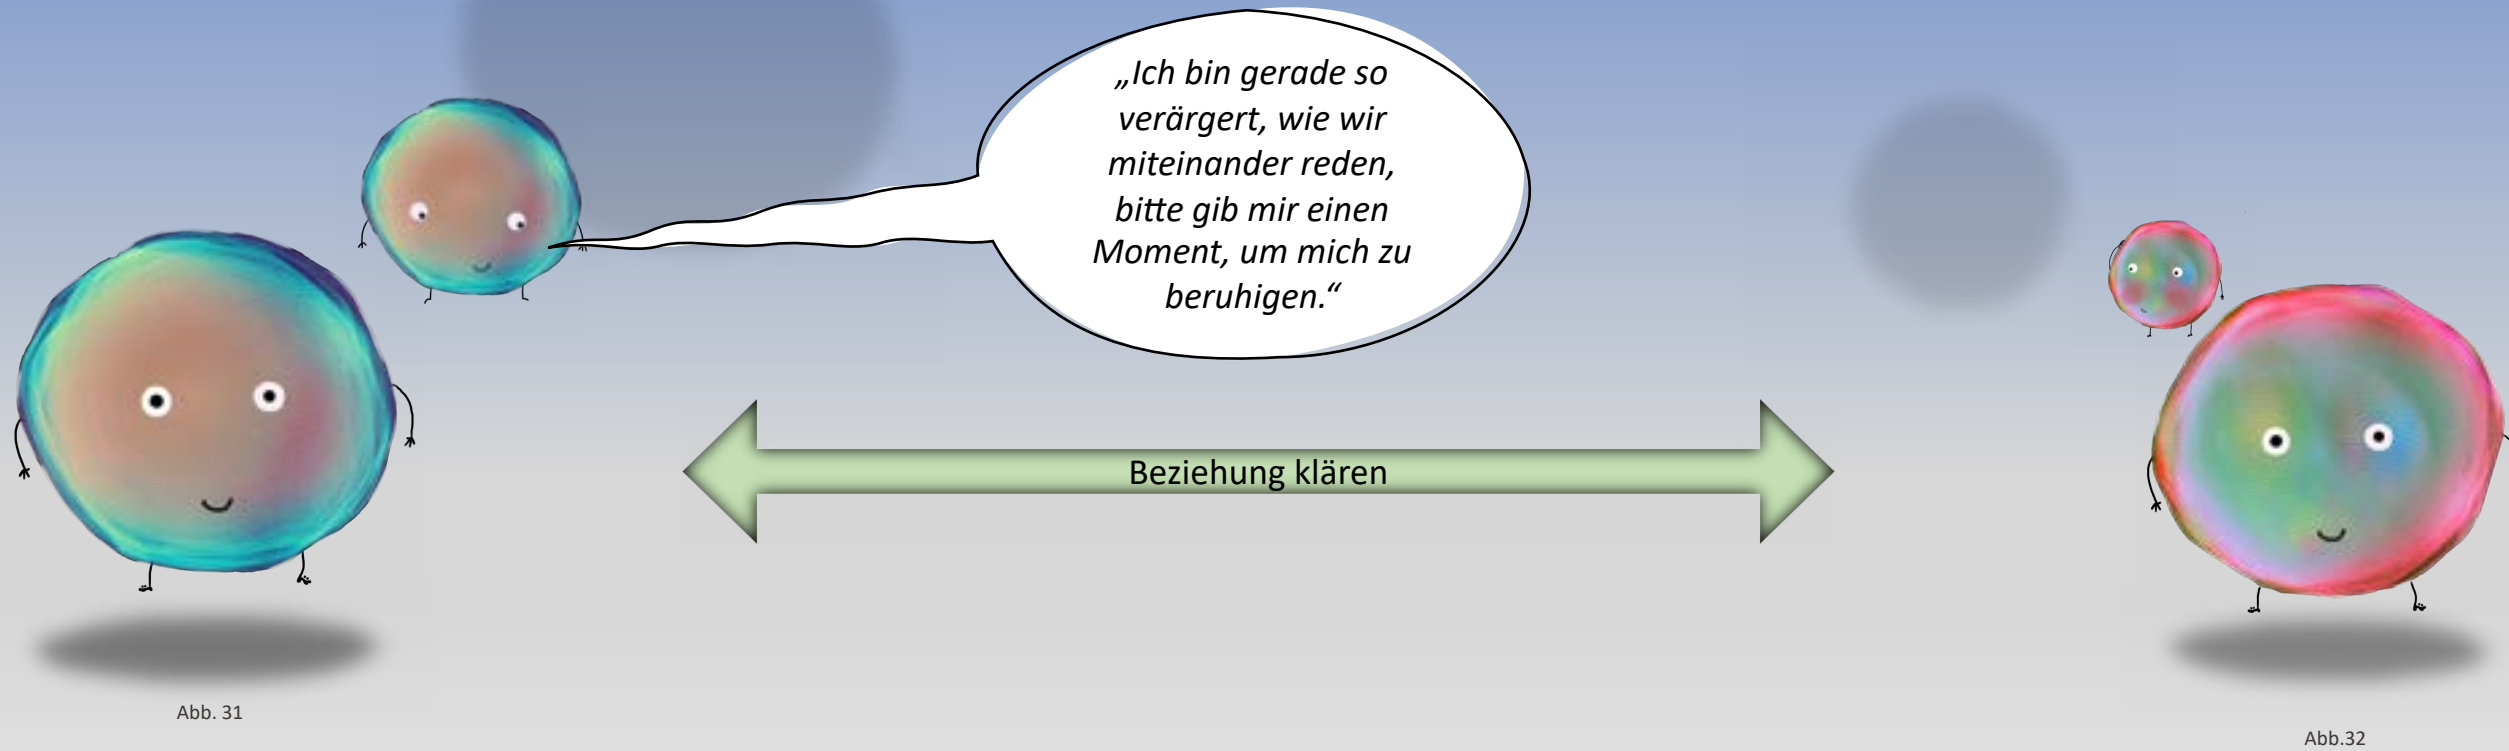 „Ich bin gerade so
verärgert, wie wir
miteinander reden,
bitte gib mir einen
Moment, um mich zu
beruhigen.“
Beziehung klären
Abb. 31
Abb.32